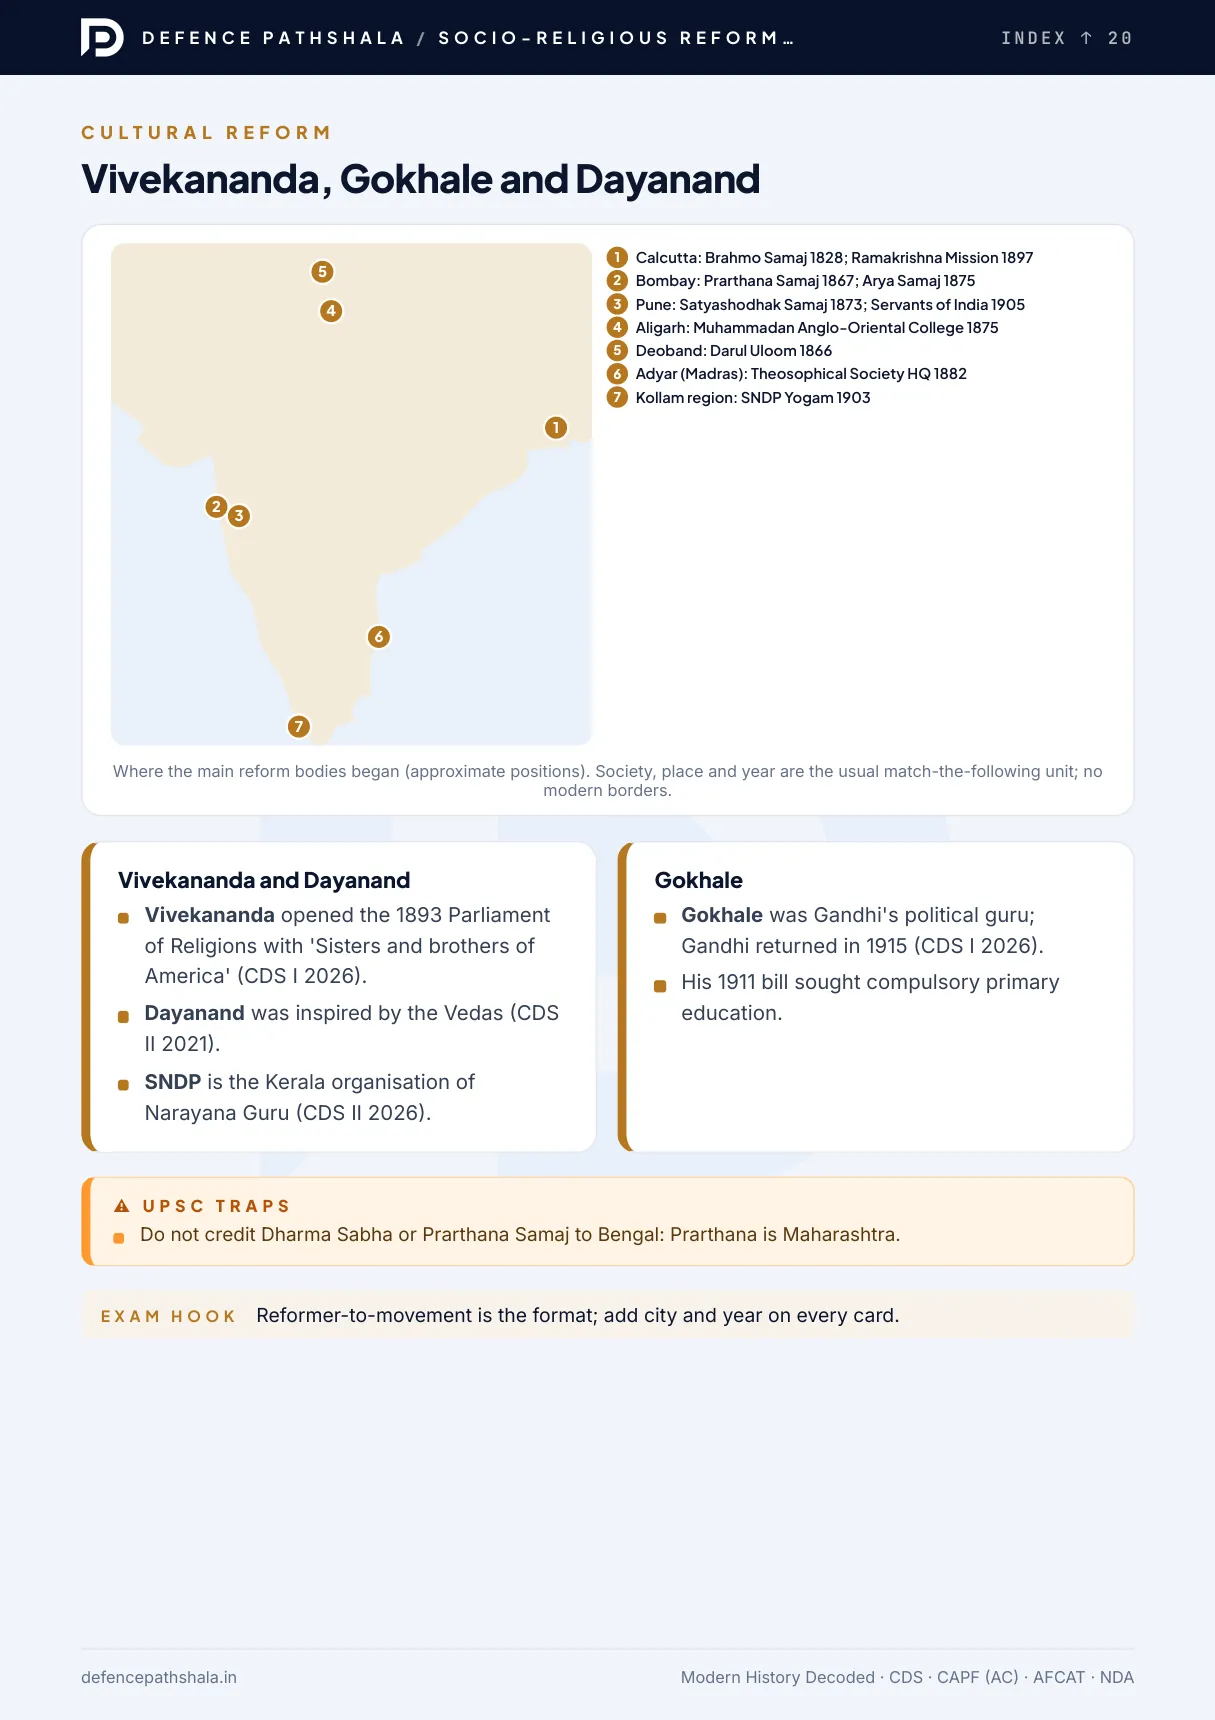 DEFENCE PATHSHALA / SOCIO-RELIGIOUS REFORM…
INDEX ↑ 20
CULTURAL REFORM
Vivekananda, Gokhale and Dayanand
5
4
1
2
3
6
7
1 Calcutta: Brahmo Samaj 1828; Ramakrishna Mission 1897
2 Bombay: Prarthana Samaj 1867; Arya Samaj 1875
3 Pune: Satyashodhak Samaj 1873; Servants of India 1905
4 Aligarh: Muhammadan Anglo-Oriental College 1875
5 Deoband: Darul Uloom 1866
6 Adyar (Madras): Theosophical Society HQ 1882
7 Kollam region: SNDP Yogam 1903
Where the main reform bodies began (approximate positions). Society, place and year are the usual match-the-following unit; no
modern borders.
Vivekananda and Dayanand
Vivekananda opened the 1893 Parliament
of Religions with 'Sisters and brothers of
America' (CDS I 2026).
Dayanand was inspired by the Vedas (CDS
II 2021).
SNDP is the Kerala organisation of
Narayana Guru (CDS II 2026).
Gokhale
Gokhale was Gandhi's political guru;
Gandhi returned in 1915 (CDS I 2026).
His 1911 bill sought compulsory primary
education.
⚠ UPSC TRAPS
Do not credit Dharma Sabha or Prarthana Samaj to Bengal: Prarthana is Maharashtra.
EXAM HOOK Reformer-to-movement is the format; add city and year on every card.
defencepathshala.in
Modern History Decoded · CDS · CAPF (AC) · AFCAT · NDA